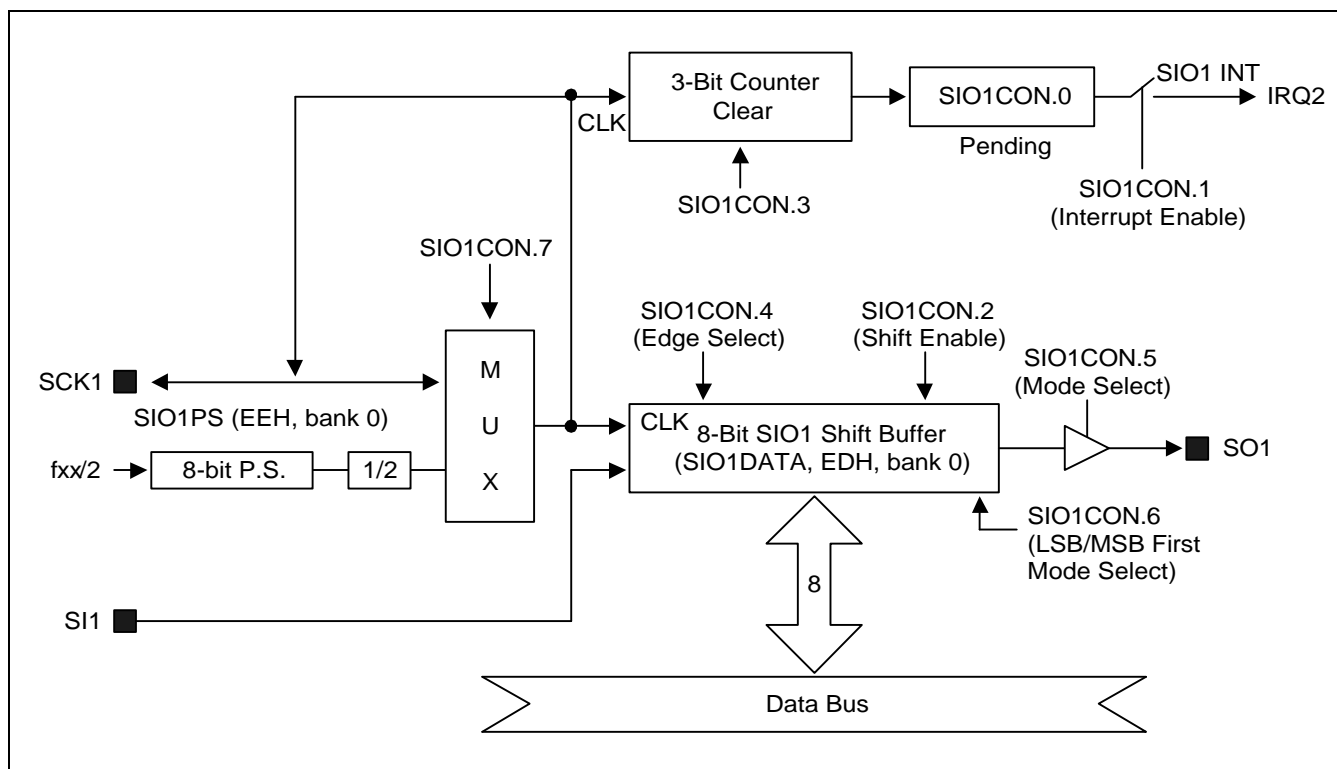 3-Bit Counter
Clear
CLK
SIO1CON.0
Pending
SIO1 INT
IRQ2
SIO1CON.3
SIO1CON.1
(Interrupt Enable)
SIO1CON.7
SIO1CON.4
(Edge Select)
SIO1CON.2
(Shift Enable)
SIO1CON.5
(Mode Select)
SCK1
SIO1PS (EEH, bank 0)
fxx/2
8-bit P.S.
1/2
M
U
X
CLK
8-Bit SIO1 Shift Buffer
(SIO1DATA, EDH, bank 0)
SO1
SIO1CON.6
(LSB/MSB First
Mode Select)
8
SI1
Data Bus